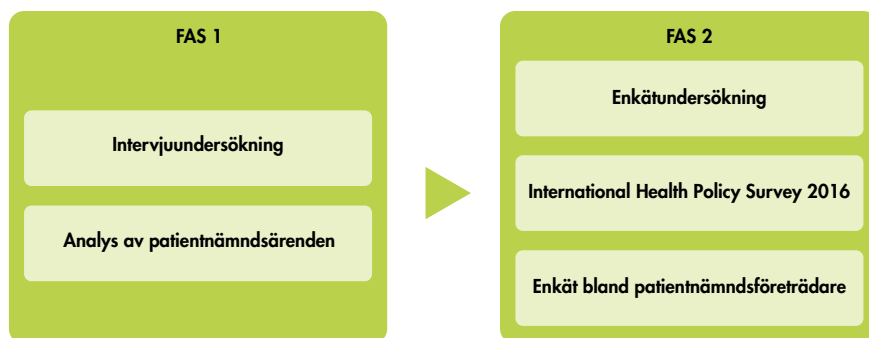 FAS 1
Intervjuundersökning
Analys av patientnämndsärenden
FAS 2
Enkätundersökning
International Health Policy Survey 2016
Enkät bland patientnämndsföreträdare